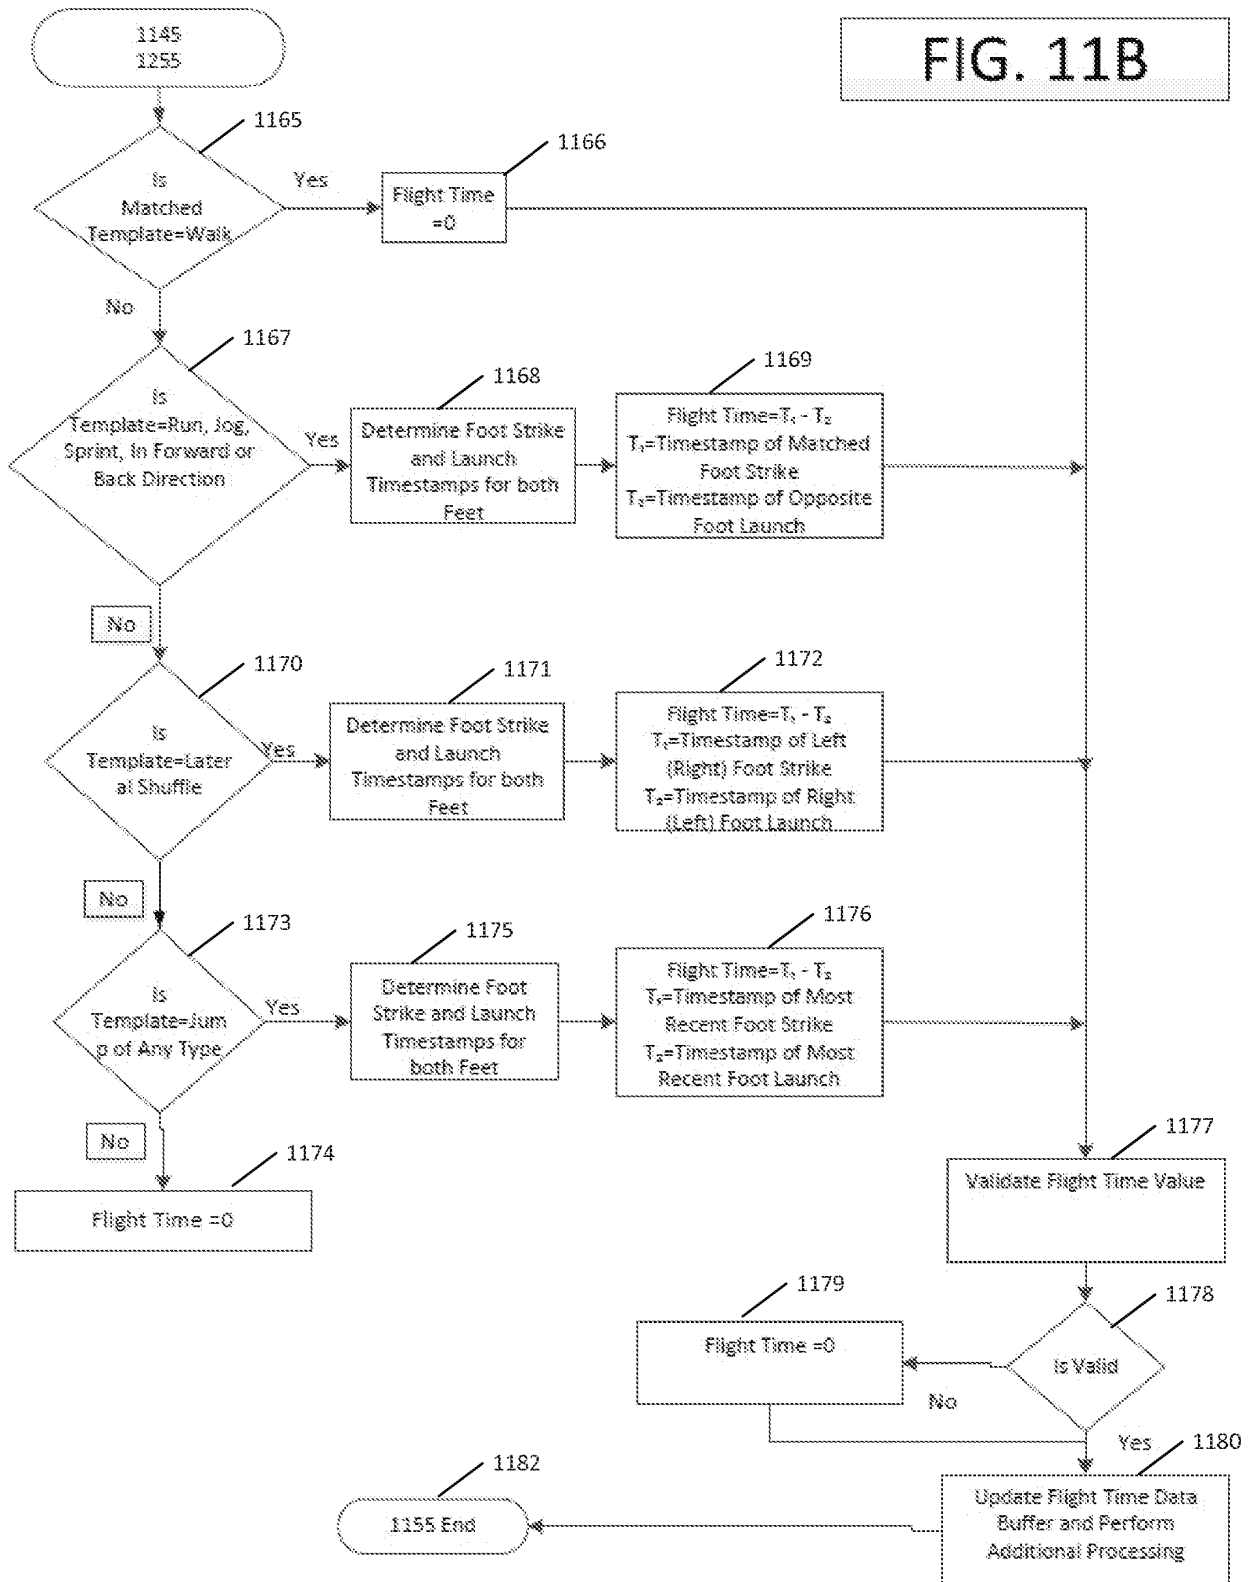 1145
1255
FIG. 11B
1165
Is
Matched
Template=Walk
Yes
1166
Flight Time
=0
No
1167
Is
Template=Run, Jog,
Sprint, In Forward or
Back Direction
Yes
1168
Determine Foot Strike
and Launch
Timestamps for both
Feet
1169
Flight Time=T₁ - T₂
T₁=Timestamp of Matched
Foot Strike
T₂=Timestamp of Opposite
Foot Launch
No
1170
Is
Template=Later
al Shuffle
Yes
1171
Determine Foot Strike
and Launch
Timestamps for both
Feet
1172
Flight Time=T₁ - T₂
T₁=Timestamp of Left
(Right) Foot Strike
T₂=Timestamp of Right
(Left) Foot Launch
No
1173
Is
Template=Jum
p of Any Type
Yes
1175
Determine Foot
Strike and Launch
Timestamps for
both Feet
1176
Flight Time=T₁ - T₂
T₁=Timestamp of Most
Recent Foot Strike
T₂=Timestamp of Most
Recent Foot Launch
No
1174
Flight Time =0
1177
Validate Flight Time Value
1178
Is Valid
No
1179
Flight Time =0
Yes
1180
Update Flight Time Data
Buffer and Perform
Additional Processing
1182
1155 End